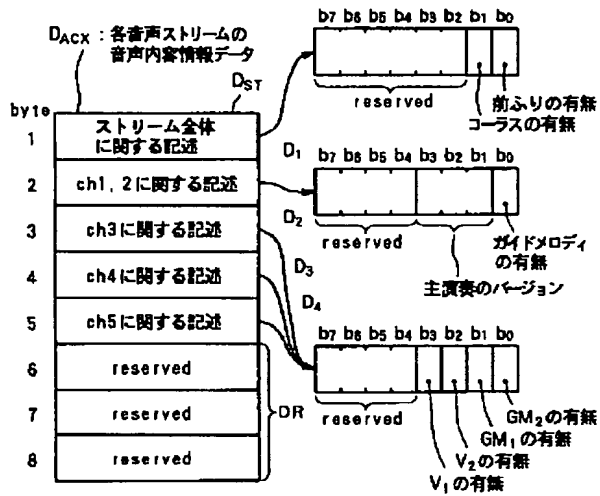 DACX : 各音声ストリームの
音声内容情報データ
DST
byte
1 ストリーム全体
に関する記述
2 ch1, 2に関する記述
3 ch3に関する記述
4 ch4に関する記述
5 ch5に関する記述
6 reserved
7 reserved
8 reserved
DR
D1
D2
D3
D4
b7 b6 b5 b4 b3 b2 b1 b0
reserved
前ふりの有無
コーラスの有無
b7 b6 b5 b4 b3 b2 b1 b0
reserved
ガイドメロディ
の有無
主演奏のバージョン
b7 b6 b5 b4 b3 b2 b1 b0
reserved
GM2の有無
GM1の有無
V2の有無
V1の有無